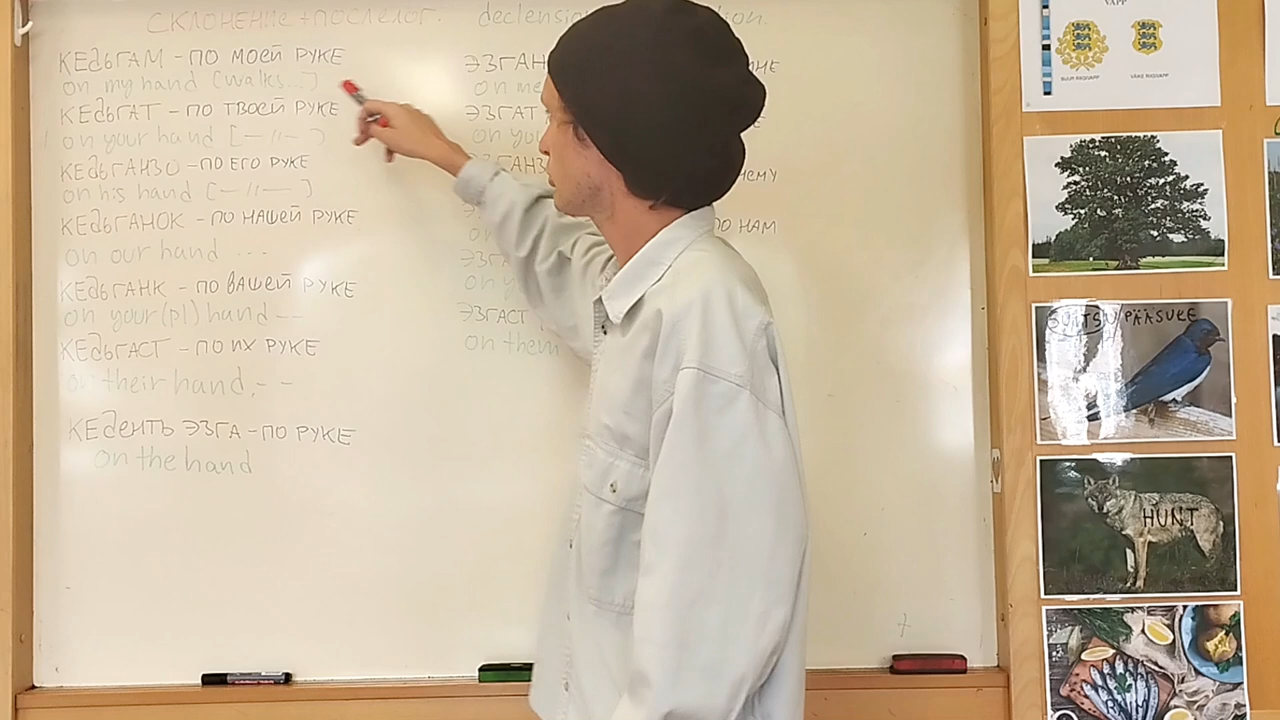 СКЛОНЕНИЕ + ПОСЛЕЛОГ.
КЕДЬГАМ - ПО МОЕЙ РУКЕ
on my hand [walks...]
КЕДЬГАТ - ПО ТВОЕЙ РУКЕ
on your hand [—//—]
КЕДЬГАНЗО - ПО ЕГО РУКЕ
on his hand [—//—]
КЕДЬГАНОК - ПО НАШЕЙ РУКЕ
on our hand ...
КЕДЬГАНК - ПО ВАШЕЙ РУКЕ
on your (pl) hand --
КЕДЬГАСТ - ПО ИХ РУКЕ
on their hand, - -
КЕДЕНТЬ ЭЗГА - ПО РУКЕ
on the hand
ЭЗГАН
on me
ЭЗГАТ
ПО НАМ
ЭЗГАСТ
on them
VAPP
SUUR RIIGIVAPP
VÄIKE RIIGIVAPP
SUITSU/PÄÄSUKE
HUNT